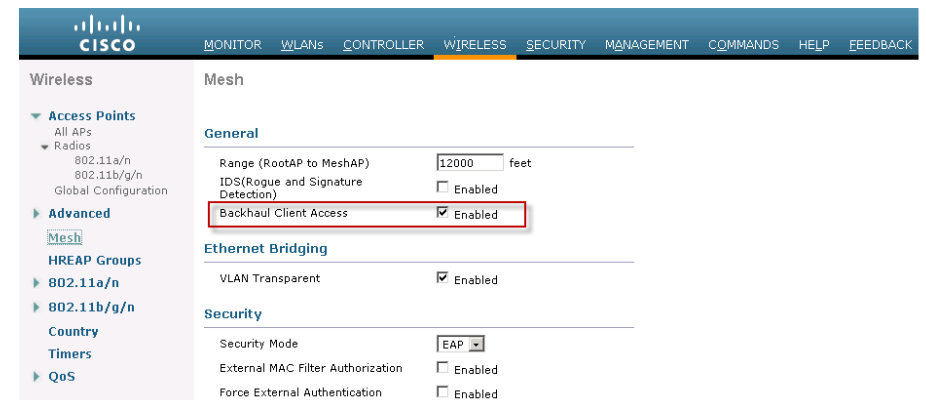 CISCO
MONITOR WLANs CONTROLLER WIRELESS SECURITY MANAGEMENT COMMANDS HELP FEEDBACK
Wireless
Access Points
All APs
Radios
802.11a/n
802.11b/g/n
Global Configuration
Advanced
Mesh
HREAP Groups
802.11a/n
802.11b/g/n
Country
Timers
QoS
Mesh
General
Range (RootAP to MeshAP) 12000 feet
IDS(Rogue and Signature
Detection) Enabled
Backhaul Client Access Enabled
Ethernet Bridging
VLAN Transparent Enabled
Security
Security Mode EAP
External MAC Filter Authorization Enabled
Force External Authentication Enabled